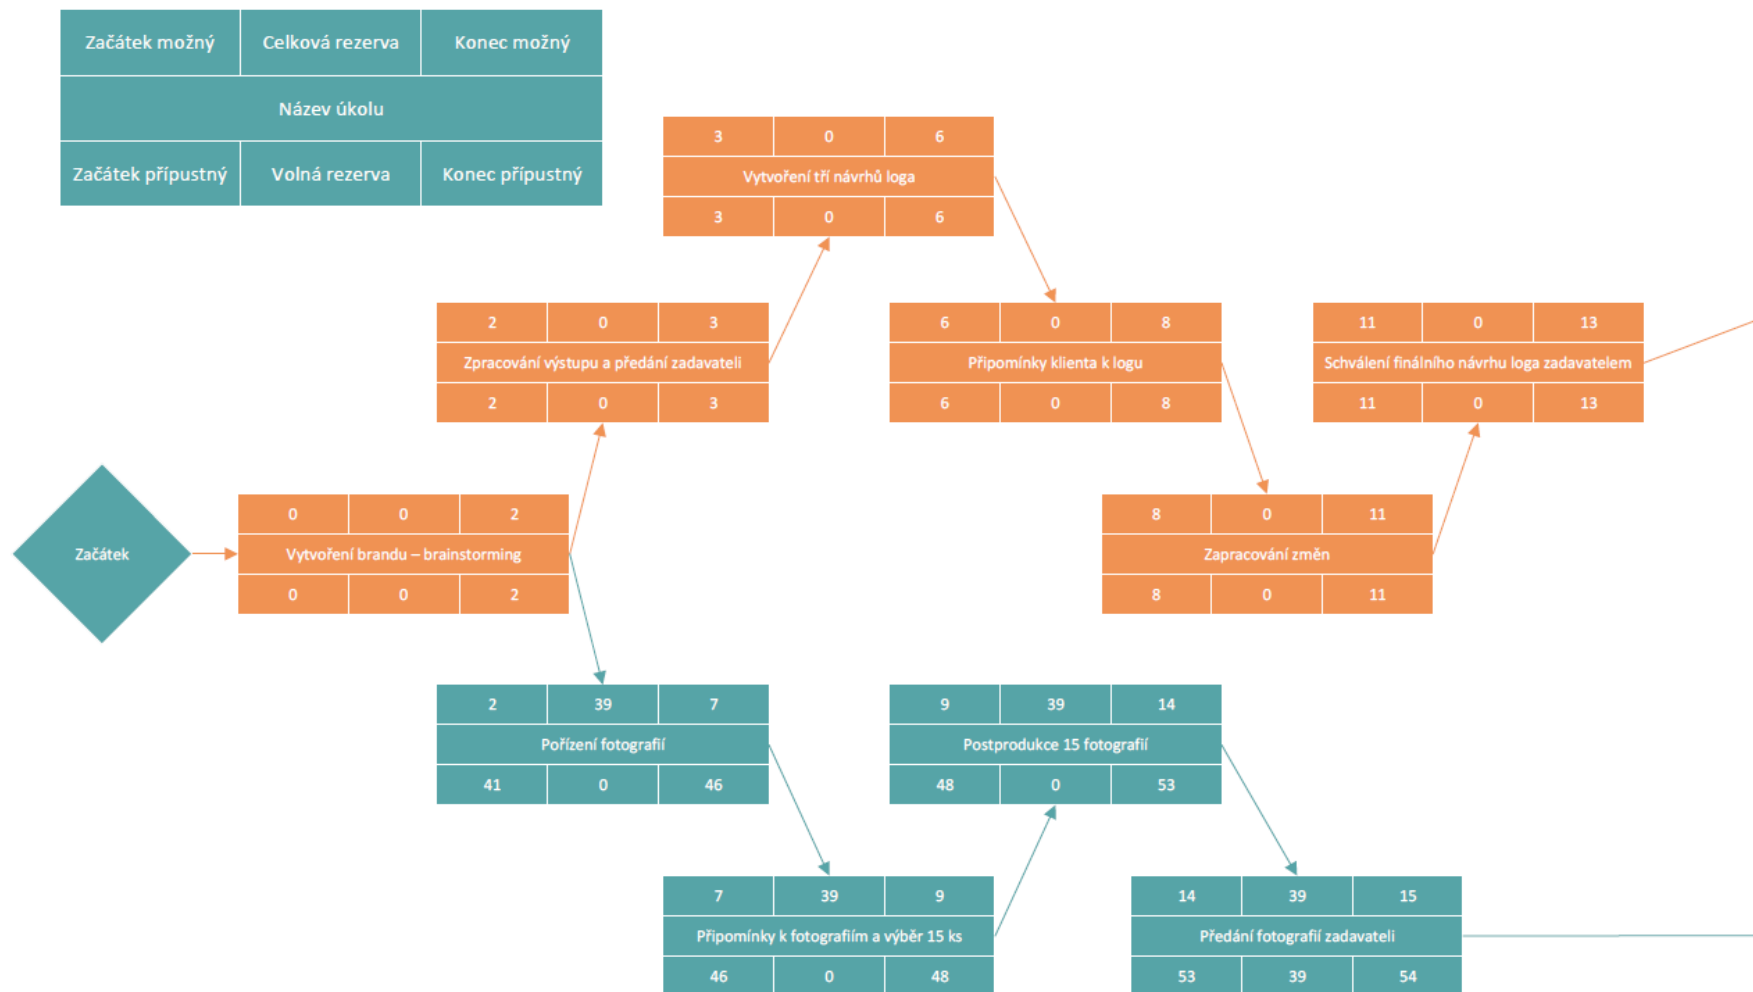 Začátek možný Celková rezerva Konec možný
Název úkolu
Začátek přípustný Volná rezerva Konec přípustný
3 0 6
Vytvoření tří návrhů loga
3 0 6
2 0 3
Zpracování výstupu a předání zadavateli
2 0 3
6 0 8
Připomínky klienta k logu
6 0 8
11 0 13
Schválení finálního návrhu loga zadavatelem
11 0 13
Začátek
0 0 2
Vytvoření brandu – brainstorming
0 0 2
8 0 11
Zapracování změn
8 0 11
2 39 7
Pořízení fotografií
41 0 46
9 39 14
Postprodukce 15 fotografií
48 0 53
7 39 9
Připomínky k fotografiím a výběr 15 ks
46 0 48
14 39 15
Předání fotografií zadavateli
53 39 54